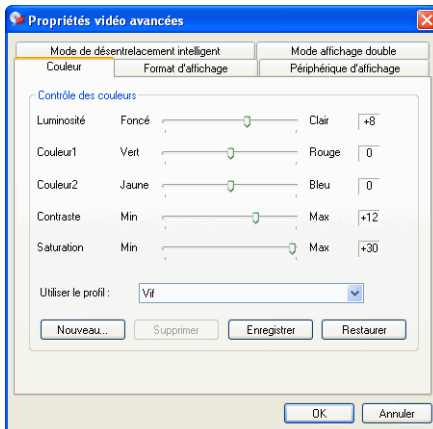 Propriétés vidéo avancées
Mode de désentrelacement intelligent Mode affichage double
Couleur Format d'affichage Périphérique d'affichage
Contrôle des couleurs
Luminosité Foncé Clair +8
Couleur1 Vert Rouge 0
Couleur2 Jaune Bleu 0
Contraste Min Max +12
Saturation Min Max +30
Utiliser le profil : Vif
Nouveau... Supprimer Enregistrer Restaurer
OK Annuler